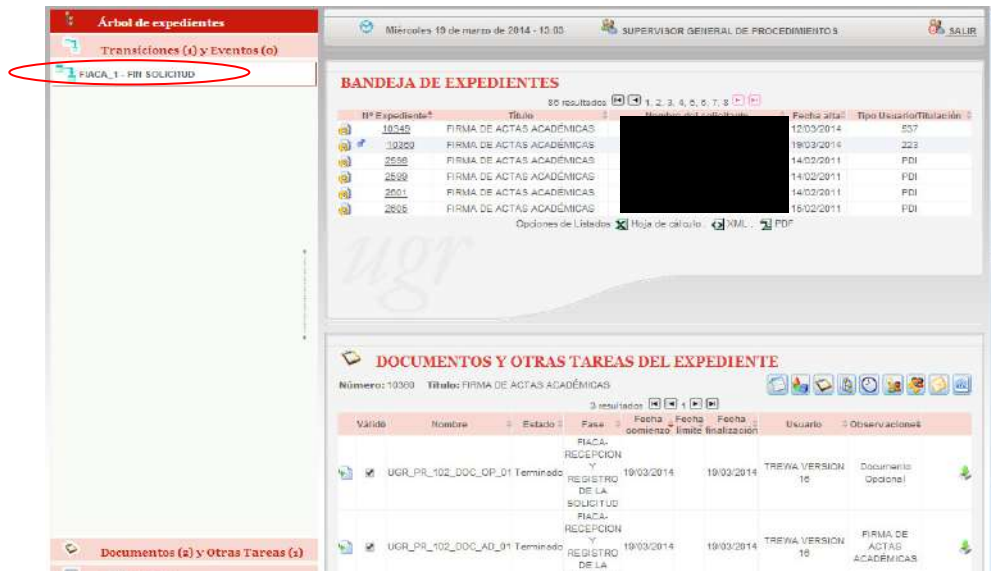 Árbol de expedientes
Transiciones (1) y Eventos (0)
FIACA_1 - FIN SOLICITUD
Documentos (2) y Otras Tareas (1)
Miércoles 19 de marzo de 2014 - 13:03 SUPERVISOR GENERAL DE PROCEDIMIENTOS SALIR
BANDEJA DE EXPEDIENTES
86 resultados 1, 2, 3, 4, 5, 6, 7, 8
Nº Expediente Título Nombre del solicitante Fecha alta Tipo Usuario/Titulación
10349 FIRMA DE ACTAS ACADÉMICAS 12/03/2014 557
10360 FIRMA DE ACTAS ACADÉMICAS 19/03/2014 223
2598 FIRMA DE ACTAS ACADÉMICAS 14/02/2011 PDI
2599 FIRMA DE ACTAS ACADÉMICAS 14/02/2011 PDI
2601 FIRMA DE ACTAS ACADÉMICAS 14/02/2011 PDI
2605 FIRMA DE ACTAS ACADÉMICAS 15/02/2011 PDI
Opciones de Listados: Hoja de cálculo . XML . PDF
ugr
DOCUMENTOS Y OTRAS TAREAS DEL EXPEDIENTE
Número: 10360 Título: FIRMA DE ACTAS ACADÉMICAS
3 resultados 1
Válido Nombre Estado Fase Fecha comienzo Fecha límite Fecha finalización Usuario Observaciones
FIACA-
RECEPCION
Y
UGR_PR_102_DOC_OP_01 Terminado REGISTRO 19/03/2014 19/03/2014 TREWA VERSION 16 Documento Opcional
DE LA
SOLICITUD
FIACA-
RECEPCION
Y
UGR_PR_102_DOC_AD_01 Terminado REGISTRO 19/03/2014 19/03/2014 TREWA VERSION 16 FIRMA DE ACTAS ACADÉMICAS
DE LA